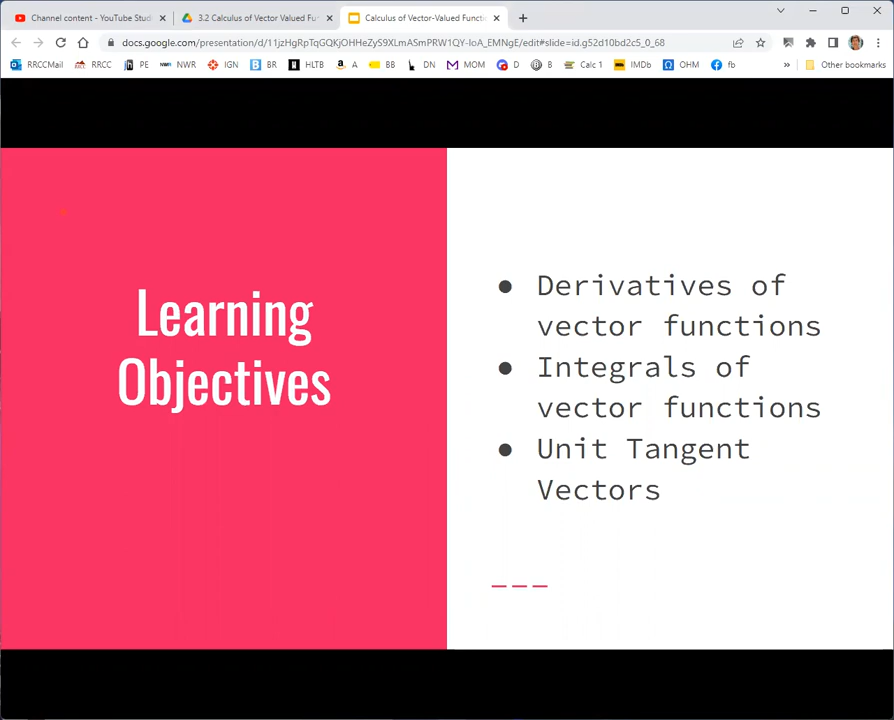 Channel content - YouTube Stud
3.2 Calculus of Vector Valued Fu
Calculus of Vector-Valued Functi
docs.google.com/presentation/d/11jzHgRpTqGQKjOHHeZyS9XLmASmPRW1QY-IoA_EMNgE/edit#slide=id.g52d10bd2c5_0_68
RRCCMail RRCC PE NWR IGN BR HLTB A BB DN MOM D B Calc 1 IMDb OHM fb » Other bookmarks
Learning
Objectives
● Derivatives of
vector functions
● Integrals of
vector functions
● Unit Tangent
Vectors